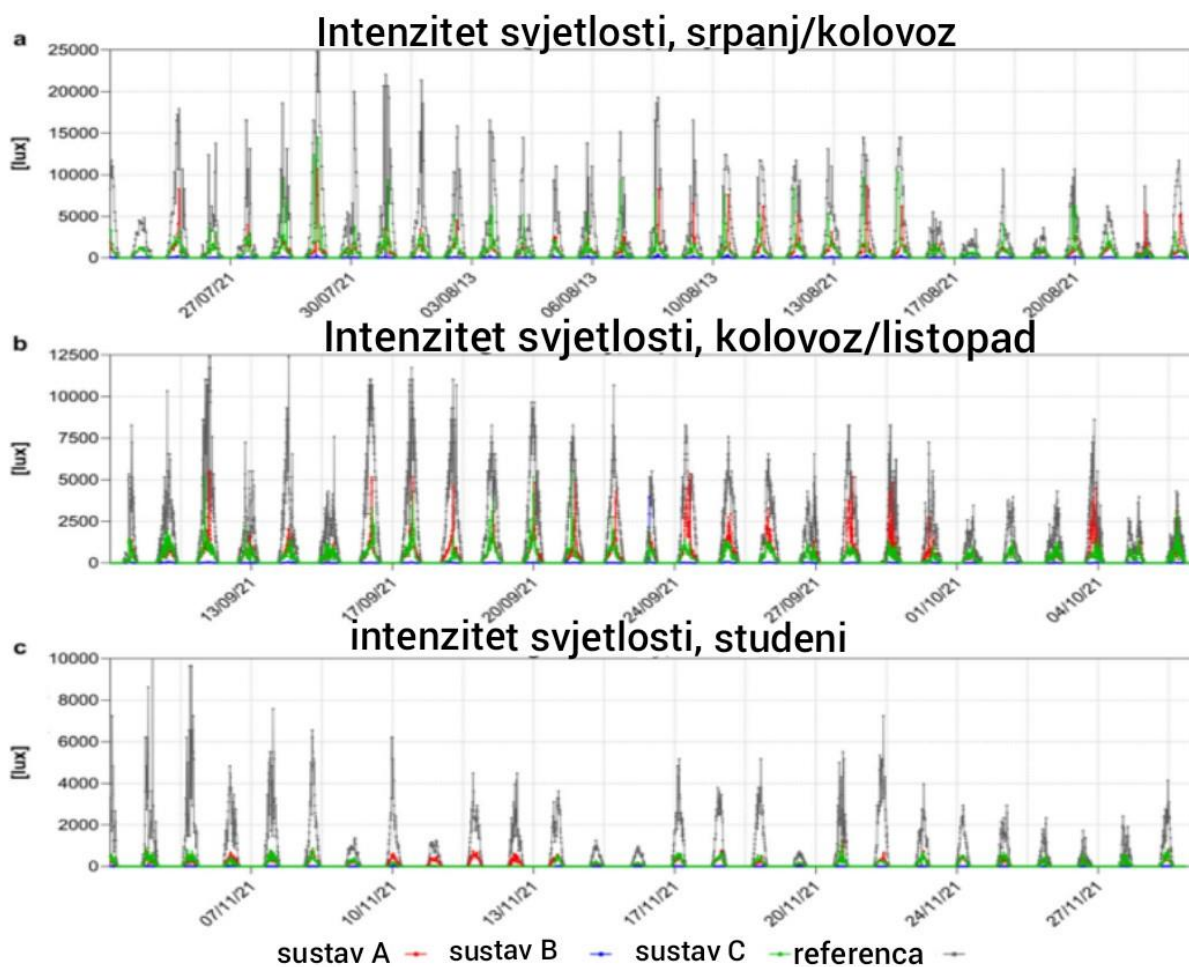 a Intenzitet svjetlosti, srpanj/kolovoz
25000
20000
15000
10000
5000
0
[lux]
27/07/21 30/07/21 03/08/13 06/08/13 10/08/13 13/08/21 17/08/21 20/08/21
b Intenzitet svjetlosti, kolovoz/listopad
12500
10000
7500
5000
2500
0
[lux]
13/09/21 17/09/21 20/09/21 24/09/21 27/09/21 01/10/21 04/10/21
c intenzitet svjetlosti, studeni
10000
8000
6000
4000
2000
0
[lux]
07/11/21 10/11/21 13/11/21 17/11/21 20/11/21 24/11/21 27/11/21
sustav A sustav B sustav C referenca